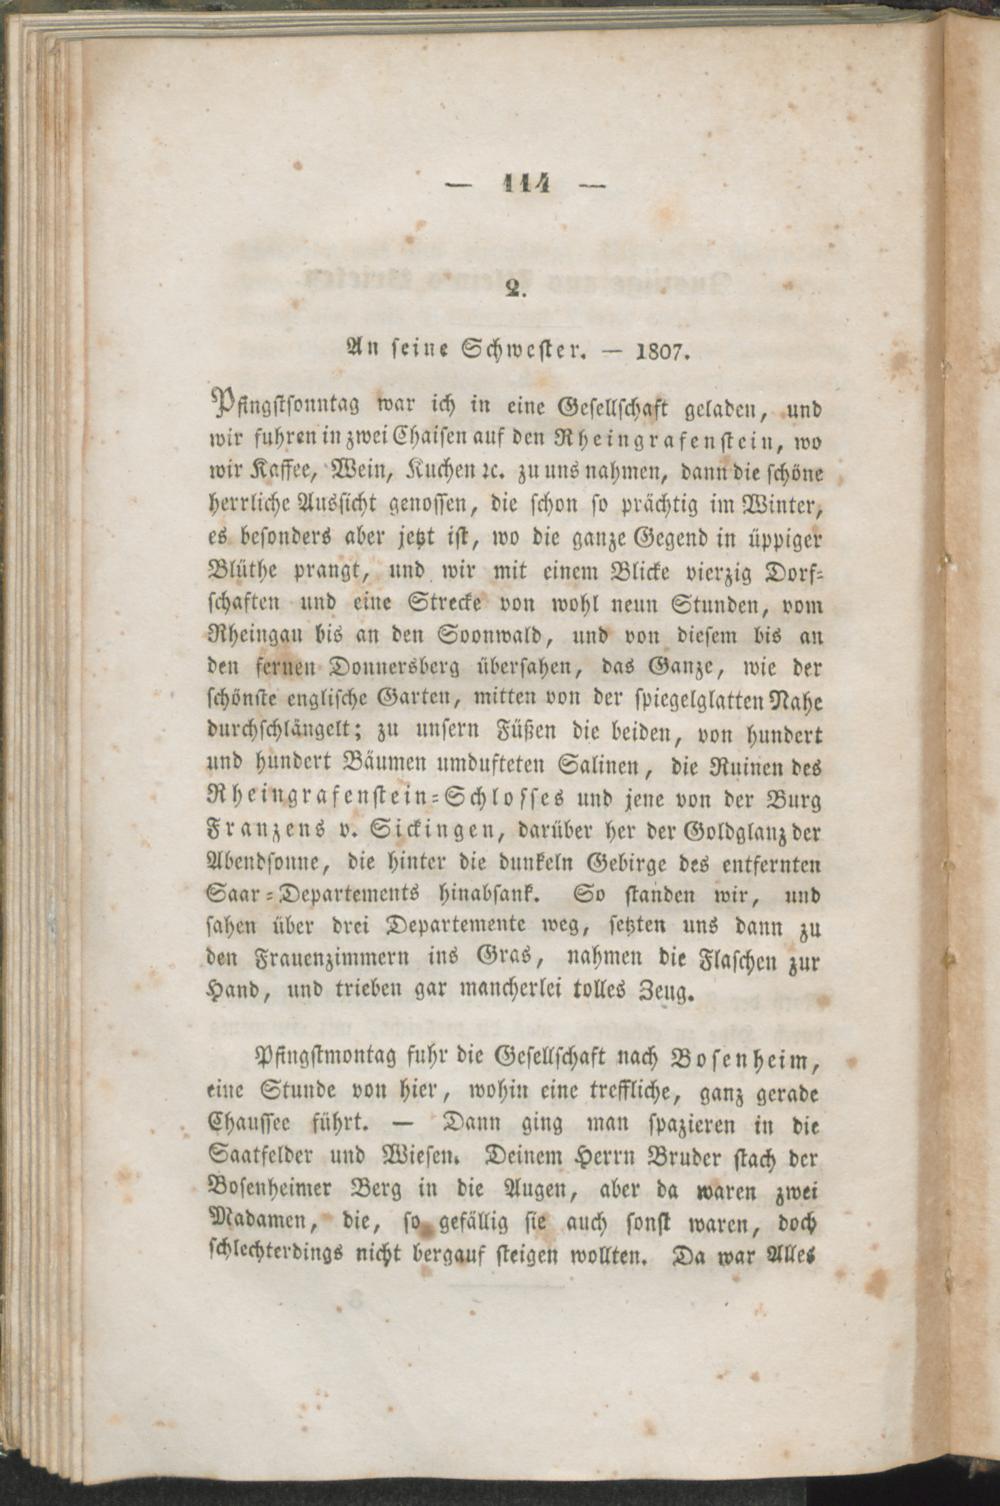 — 114 —
2.
An seine Schwester. — 1807.
Pfingstsonntag war ich in eine Gesellschaft geladen, und
wir fuhren in zwei Chaisen auf den Rheingrafenstein, wo
wir Kaffee, Wein, Kuchen ꝛc. zu uns nahmen, dann die schöne
herrliche Aussicht genossen, die schon so prächtig im Winter,
es besonders aber jetzt ist, wo die ganze Gegend in üppiger
Blüthe prangt, und wir mit einem Blicke vierzig Dorf-
schaften und eine Strecke von wohl neun Stunden, vom
Rheingau bis an den Soonwald, und von diesem bis an
den fernen Donnersberg übersahen, das Ganze, wie der
schönste englische Garten, mitten von der spiegelglatten Nahe
durchschlängelt; zu unsern Füßen die beiden, von hundert
und hundert Bäumen umdufteten Salinen, die Ruinen des
Rheingrafenstein-Schlosses und jene von der Burg
Franzens v. Sickingen, darüber her der Goldglanz der
Abendsonne, die hinter die dunkeln Gebirge des entfernten
Saar-Departements hinabsank. So standen wir, und
sahen über drei Departemente weg, setzten uns dann zu
den Frauenzimmern ins Gras, nahmen die Flaschen zur
Hand, und trieben gar mancherlei tolles Zeug.
Pfingstmontag fuhr die Gesellschaft nach Bosenheim,
eine Stunde von hier, wohin eine treffliche, ganz gerade
Chaussee führt. — Dann ging man spazieren in die
Saatfelder und Wiesen. Deinem Herrn Bruder stach der
Bosenheimer Berg in die Augen, aber da waren zwei
Madamen, die, so gefällig sie auch sonst waren, doch
schlechterdings nicht bergauf steigen wollten. Da war Alles